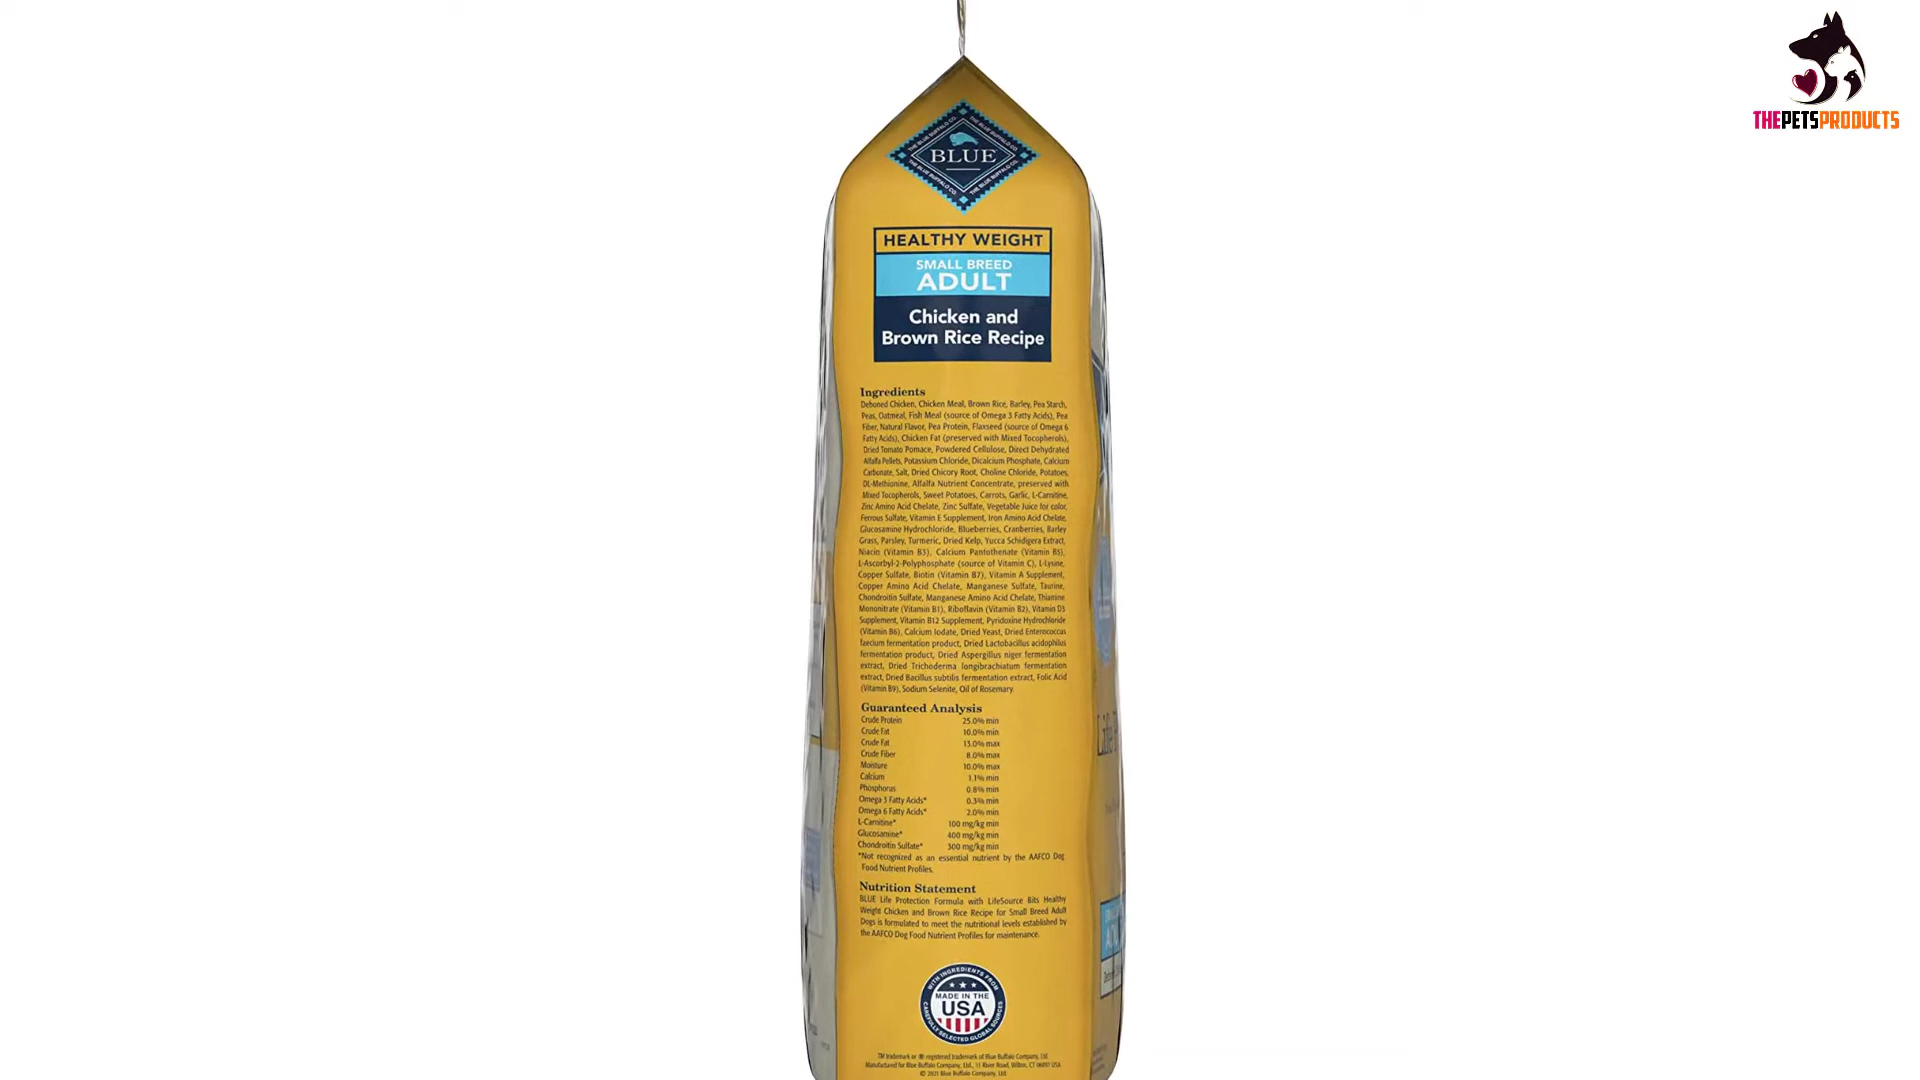 THEPETSPRODUCTS
THE BLUE BUFFALO CO. THE BLUE BUFFALO CO.
BLUE
THE BLUE BUFFALO CO. THE BLUE BUFFALO CO.
HEALTHY WEIGHT
SMALL BREED
ADULT
Chicken and
Brown Rice Recipe
Ingredients
Deboned Chicken, Chicken Meal, Brown Rice, Barley, Pea Starch,
Peas, Oatmeal, Fish Meal (source of Omega 3 Fatty Acids), Pea
Fiber, Natural Flavor, Pea Protein, Flaxseed (source of Omega 6
Fatty Acids), Chicken Fat (preserved with Mixed Tocopherols),
Dried Tomato Pomace, Powdered Cellulose, Direct Dehydrated
Alfalfa Pellets, Potassium Chloride, Dicalcium Phosphate, Calcium
Carbonate, Salt, Dried Chicory Root, Choline Chloride, Potatoes,
DL-Methionine, Alfalfa Nutrient Concentrate, preserved with
Mixed Tocopherols, Sweet Potatoes, Carrots, Garlic, L-Carnitine,
Zinc Amino Acid Chelate, Zinc Sulfate, Vegetable Juice for color,
Ferrous Sulfate, Vitamin E Supplement, Iron Amino Acid Chelate,
Glucosamine Hydrochloride, Blueberries, Cranberries, Barley
Grass, Parsley, Turmeric, Dried Kelp, Yucca Schidigera Extract,
Niacin (Vitamin B3), Calcium Pantothenate (Vitamin B5),
L-Ascorbyl-2-Polyphosphate (source of Vitamin C), L-Lysine,
Copper Sulfate, Biotin (Vitamin B7), Vitamin A Supplement,
Copper Amino Acid Chelate, Manganese Sulfate, Taurine,
Chondroitin Sulfate, Manganese Amino Acid Chelate, Thiamine
Mononitrate (Vitamin B1), Riboflavin (Vitamin B2), Vitamin D3
Supplement, Vitamin B12 Supplement, Pyridoxine Hydrochloride
(Vitamin B6), Calcium Iodate, Dried Yeast, Dried Enterococcus
faecium fermentation product, Dried Lactobacillus acidophilus
fermentation product, Dried Aspergillus niger fermentation
extract, Dried Trichoderma longibrachiatum fermentation
extract, Dried Bacillus subtilis fermentation extract, Folic Acid
(Vitamin B9), Sodium Selenite, Oil of Rosemary.
Guaranteed Analysis
Crude Protein 25.0% min
Crude Fat 10.0% min
Crude Fat 13.0% max
Crude Fiber 8.0% max
Moisture 10.0% max
Calcium 1.1% min
Phosphorus 0.8% min
Omega 3 Fatty Acids* 0.3% min
Omega 6 Fatty Acids* 2.0% min
L-Carnitine* 100 mg/kg min
Glucosamine* 400 mg/kg min
Chondroitin Sulfate* 300 mg/kg min
*Not recognized as an essential nutrient by the AAFCO Dog
Food Nutrient Profiles.
Nutrition Statement
BLUE Life Protection Formula with LifeSource Bits Healthy
Weight Chicken and Brown Rice Recipe for Small Breed Adult
Dogs is formulated to meet the nutritional levels established by
the AAFCO Dog Food Nutrient Profiles for maintenance.
WITH INGREDIENTS FROM
MADE IN THE
USA
CAREFULLY SELECTED GLOBAL SOURCES
TM trademark or ® registered trademark of Blue Buffalo Company, Ltd.
Manufactured for Blue Buffalo Company, Ltd., 11 River Road, Wilton, CT 06897 USA
© 2021 Blue Buffalo Company, Ltd.